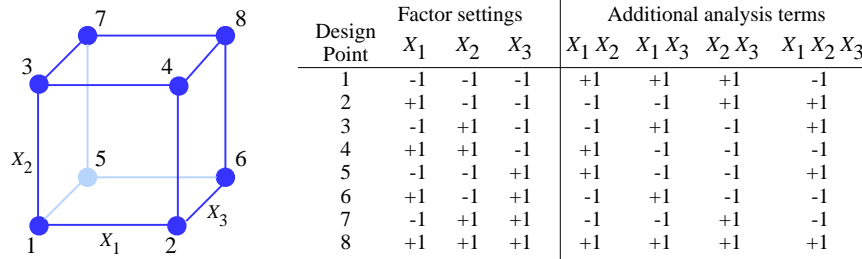 7 8
3 4
X2 5 6
X3
1 X1 2
Factor settings Additional analysis terms
Design Point X1 X2 X3 X1 X2 X1 X3 X2 X3 X1 X2 X3
1 -1 -1 -1 +1 +1 +1 -1
2 +1 -1 -1 -1 -1 +1 +1
3 -1 +1 -1 -1 +1 -1 +1
4 +1 +1 -1 +1 -1 -1 -1
5 -1 -1 +1 +1 -1 -1 +1
6 +1 -1 +1 -1 +1 -1 -1
7 -1 +1 +1 -1 -1 +1 -1
8 +1 +1 +1 +1 +1 +1 +1